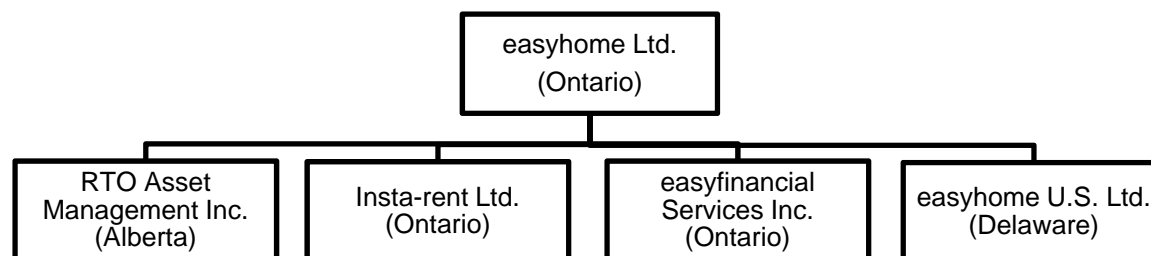 easyhome Ltd.
(Ontario)
RTO Asset
Management Inc.
(Alberta)
Insta-rent Ltd.
(Ontario)
easyfinancial
Services Inc.
(Ontario)
easyhome U.S. Ltd.
(Delaware)